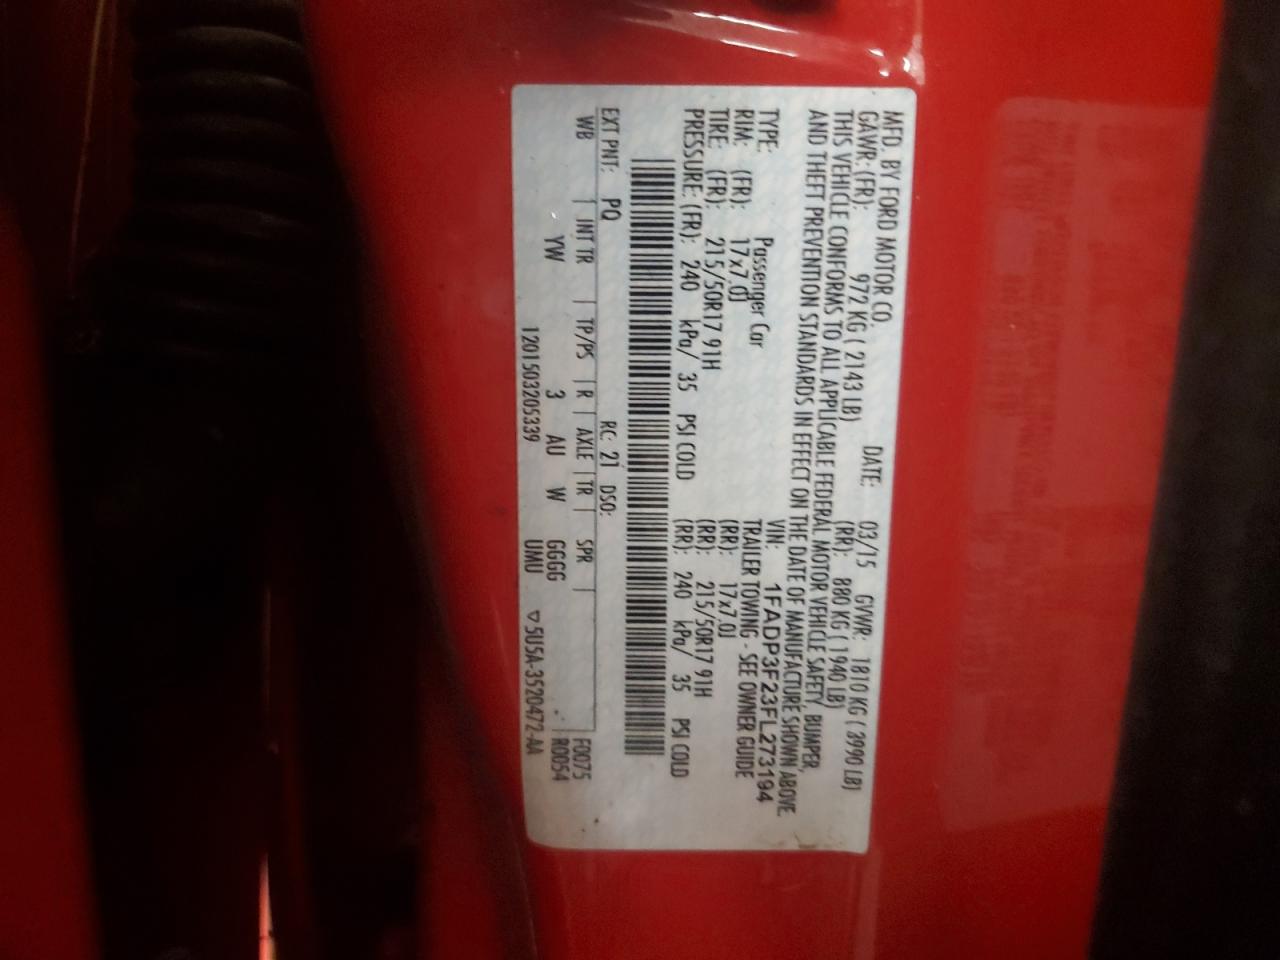 MFD. BY FORD MOTOR CO.
DATE: 03/15 GVWR: 1810 KG ( 3990 LB)
GAWR: (FR): 972 KG ( 2143 LB) (RR): 880 KG ( 1940 LB)
THIS VEHICLE CONFORMS TO ALL APPLICABLE FEDERAL MOTOR VEHICLE SAFETY, BUMPER,
AND THEFT PREVENTION STANDARDS IN EFFECT ON THE DATE OF MANUFACTURE SHOWN ABOVE.
VIN: 1FADP3F23FL273194
TYPE: Passenger Car TRAILER TOWING - SEE OWNER GUIDE
RIM: (FR): 17x7.0J (RR): 17x7.0J
TIRE: (FR): 215/50R17 91H (RR): 215/50R17 91H
PRESSURE: (FR): 240 kPa/ 35 PSI COLD (RR): 240 kPa/ 35 PSI COLD
EXT PNT: PQ RC: 21 DSO:
WB INT TR TP/PS R AXLE TR SPR F0075
YW 3 AU W GGGG R0054
1201503205339 UMU ▽5U5A-3520472-AA